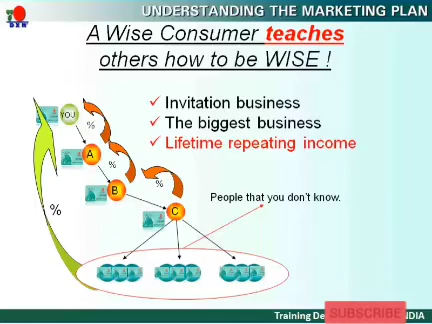 UNDERSTANDING THE MARKETING PLAN
DXN
A Wise Consumer teaches
others how to be WISE !
✓ Invitation business
✓ The biggest business
✓ Lifetime repeating income
YOU
%
A
%
B
%
C
People that you don't know.
%
Training De
SUBSCRIBE
NDIA